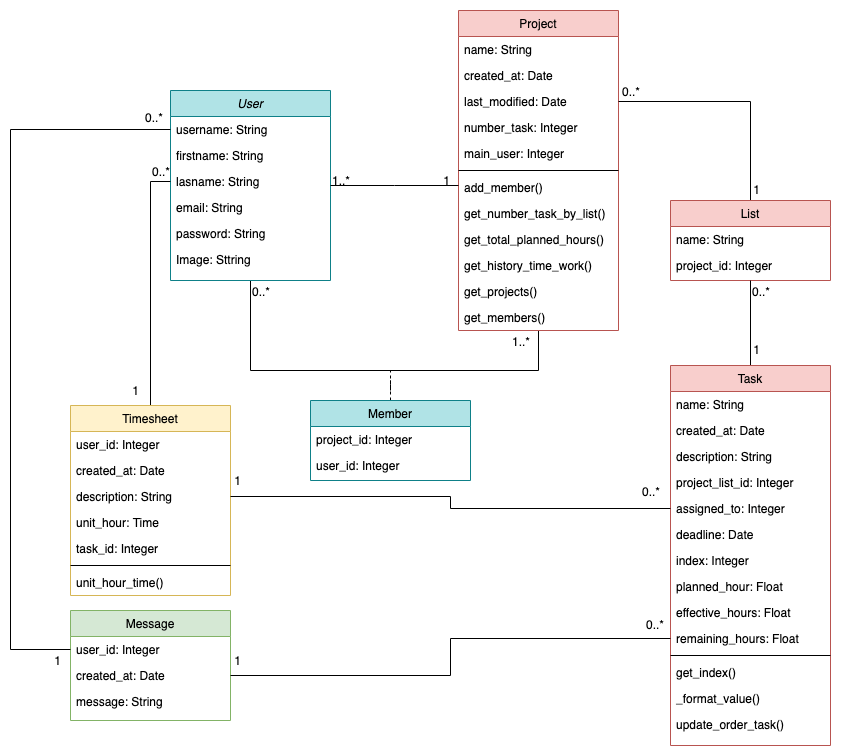 Project
name: String
created_at: Date
last_modified: Date
number_task: Integer
main_user: Integer
add_member()
get_number_task_by_list()
get_total_planned_hours()
get_history_time_work()
get_projects()
get_members()
User
username: String
firstname: String
lasname: String
email: String
password: String
Image: Sttring
0..*
0..*
1..*
1
0..*
1
0..*
1..*
List
name: String
project_id: Integer
0..*
1
Task
name: String
created_at: Date
description: String
project_list_id: Integer
assigned_to: Integer
deadline: Date
index: Integer
planned_hour: Float
effective_hours: Float
remaining_hours: Float
get_index()
_format_value()
update_order_task()
Member
project_id: Integer
user_id: Integer
1
Timesheet
user_id: Integer
created_at: Date
description: String
unit_hour: Time
task_id: Integer
unit_hour_time()
1
0..*
Message
user_id: Integer
created_at: Date
message: String
1
1
0..*